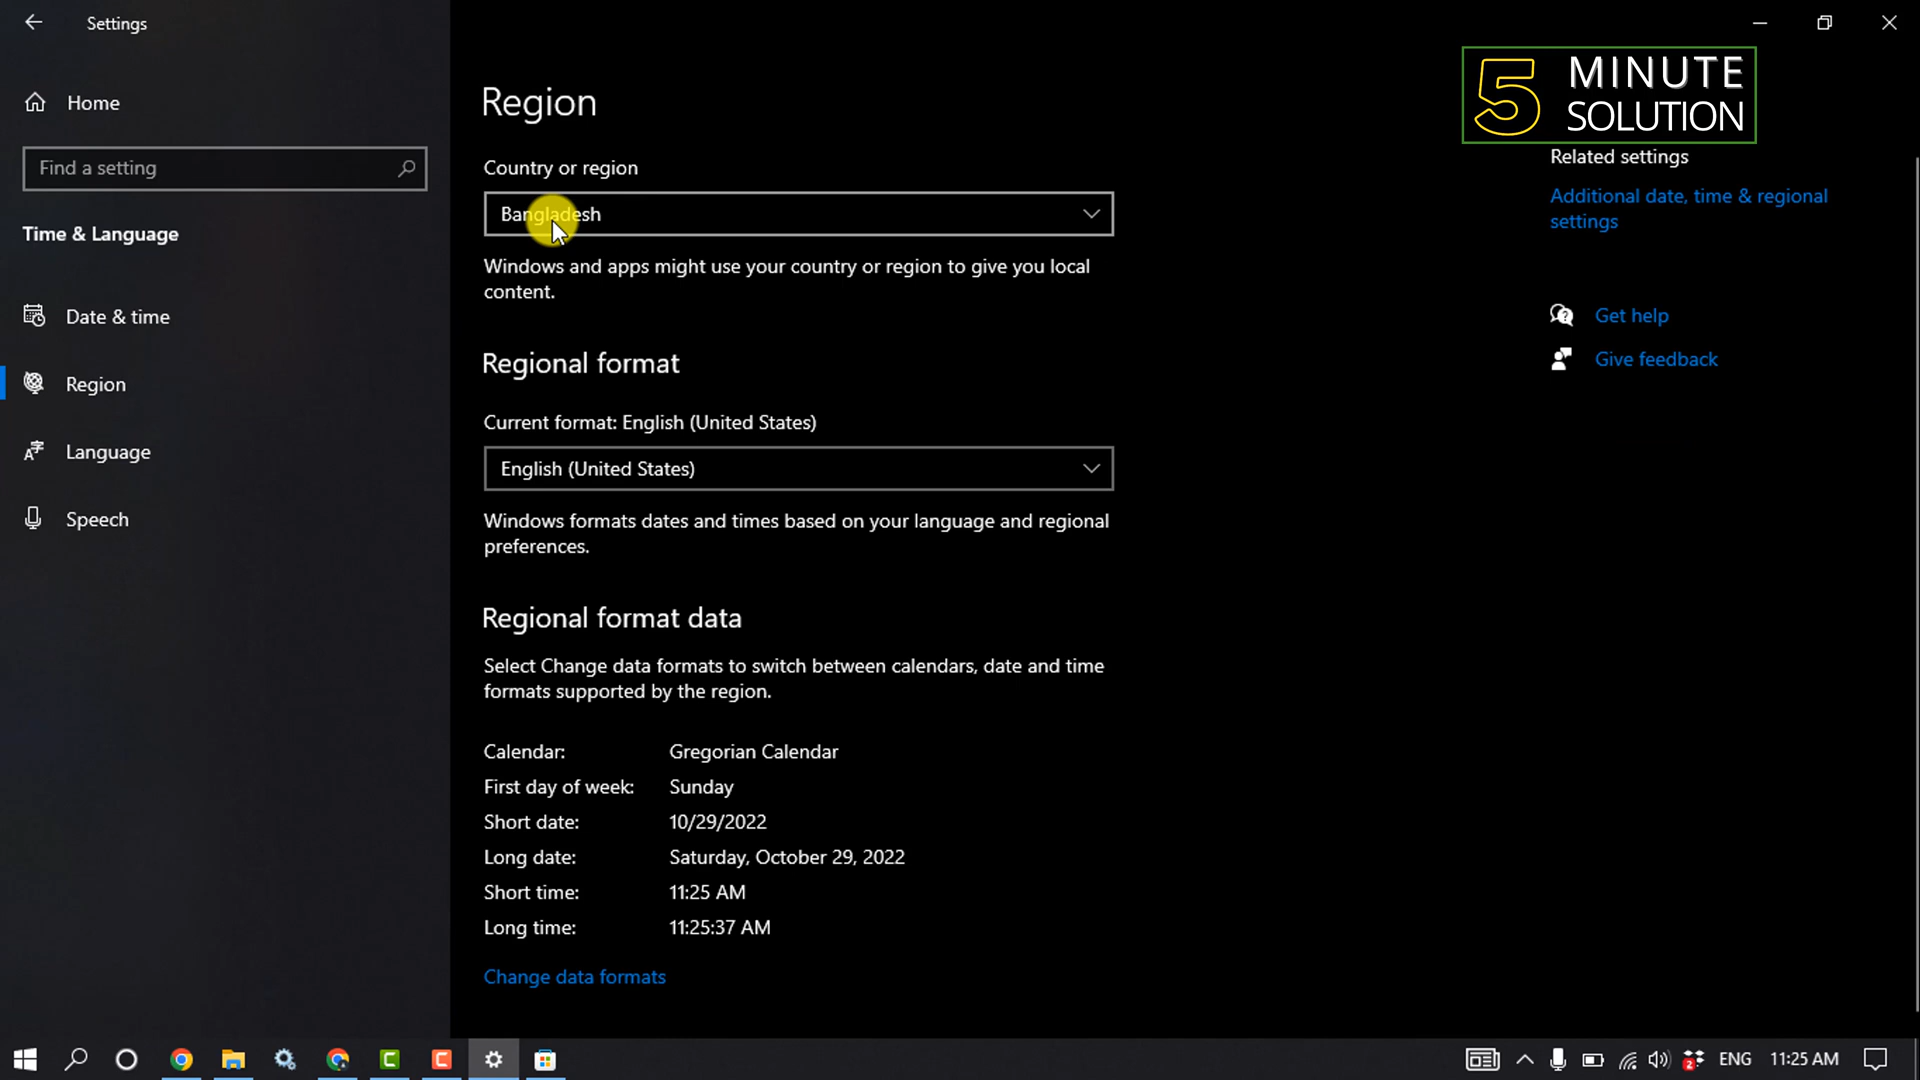 Settings
Home
Find a setting
Time & Language
Date & time
Region
Language
Speech
Region
Country or region
Bangladesh
Windows and apps might use your country or region to give you local
content.
Regional format
Current format: English (United States)
English (United States)
Windows formats dates and times based on your language and regional
preferences.
Regional format data
Select Change data formats to switch between calendars, date and time
formats supported by the region.
Calendar: Gregorian Calendar
First day of week: Sunday
Short date: 10/29/2022
Long date: Saturday, October 29, 2022
Short time: 11:25 AM
Long time: 11:25:37 AM
Change data formats
5 MINUTE
SOLUTION
Related settings
Additional date, time & regional
settings
Get help
Give feedback
C
C
2
ENG
11:25 AM